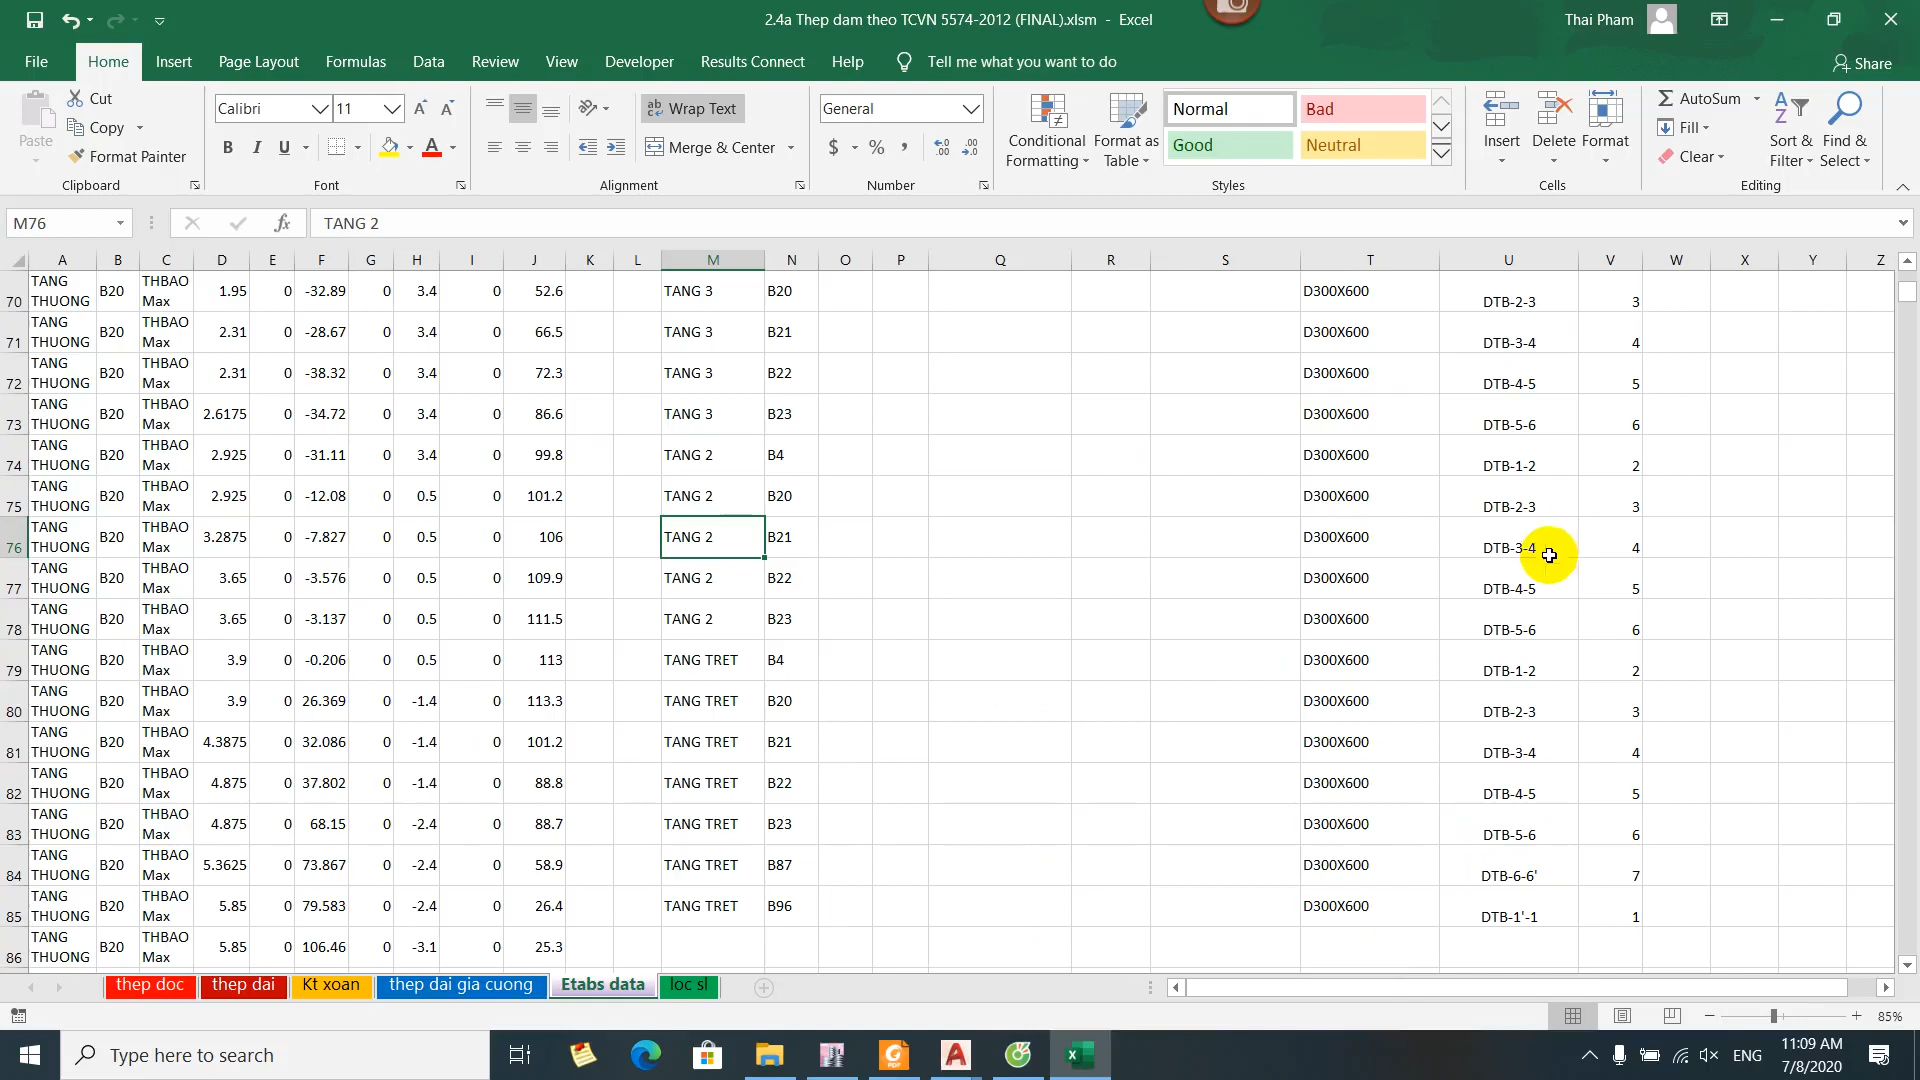 2.4a Thep dam theo TCVN 5574-2012 (FINAL).xlsm - Excel
Thai Pham
File Home Insert Page Layout Formulas Data Review View Developer Results Connect Help Tell me what you want to do Share
Cut
Copy
Format Painter
Paste
Clipboard
Calibri 11
B I U
Font
Wrap Text
Merge & Center
Alignment
General
$ % ,
Number
Conditional Formatting
Format as Table
Normal Bad
Good Neutral
Styles
Insert Delete Format
Cells
AutoSum
Fill
Clear
Sort & Filter
Find & Select
Editing
M76 fx TANG 2
A B C D E F G H I J K L M N O P Q R S T U V W X Y Z
70 TANG THUONG B20 THBAO Max 1.95 0 -32.89 0 3.4 0 52.6 TANG 3 B20 D300X600 DTB-2-3 3
71 TANG THUONG B20 THBAO Max 2.31 0 -28.67 0 3.4 0 66.5 TANG 3 B21 D300X600 DTB-3-4 4
72 TANG THUONG B20 THBAO Max 2.31 0 -38.32 0 3.4 0 72.3 TANG 3 B22 D300X600 DTB-4-5 5
73 TANG THUONG B20 THBAO Max 2.6175 0 -34.72 0 3.4 0 86.6 TANG 3 B23 D300X600 DTB-5-6 6
74 TANG THUONG B20 THBAO Max 2.925 0 -31.11 0 3.4 0 99.8 TANG 2 B4 D300X600 DTB-1-2 2
75 TANG THUONG B20 THBAO Max 2.925 0 -12.08 0 0.5 0 101.2 TANG 2 B20 D300X600 DTB-2-3 3
76 TANG THUONG B20 THBAO Max 3.2875 0 -7.827 0 0.5 0 106 TANG 2 B21 D300X600 DTB-3-4 4
77 TANG THUONG B20 THBAO Max 3.65 0 -3.576 0 0.5 0 109.9 TANG 2 B22 D300X600 DTB-4-5 5
78 TANG THUONG B20 THBAO Max 3.65 0 -3.137 0 0.5 0 111.5 TANG 2 B23 D300X600 DTB-5-6 6
79 TANG THUONG B20 THBAO Max 3.9 0 -0.206 0 0.5 0 113 TANG TRET B4 D300X600 DTB-1-2 2
80 TANG THUONG B20 THBAO Max 3.9 0 26.369 0 -1.4 0 113.3 TANG TRET B20 D300X600 DTB-2-3 3
81 TANG THUONG B20 THBAO Max 4.3875 0 32.086 0 -1.4 0 101.2 TANG TRET B21 D300X600 DTB-3-4 4
82 TANG THUONG B20 THBAO Max 4.875 0 37.802 0 -1.4 0 88.8 TANG TRET B22 D300X600 DTB-4-5 5
83 TANG THUONG B20 THBAO Max 4.875 0 68.15 0 -2.4 0 88.7 TANG TRET B23 D300X600 DTB-5-6 6
84 TANG THUONG B20 THBAO Max 5.3625 0 73.867 0 -2.4 0 58.9 TANG TRET B87 D300X600 DTB-6-6' 7
85 TANG THUONG B20 THBAO Max 5.85 0 79.583 0 -2.4 0 26.4 TANG TRET B96 D300X600 DTB-1'-1 1
86 TANG THUONG B20 THBAO Max 5.85 0 106.46 0 -3.1 0 25.3
thep doc thep dai Kt xoan thep dai gia cuong Etabs data loc sl
85%
Type here to search
ENG
11:09 AM
7/8/2020